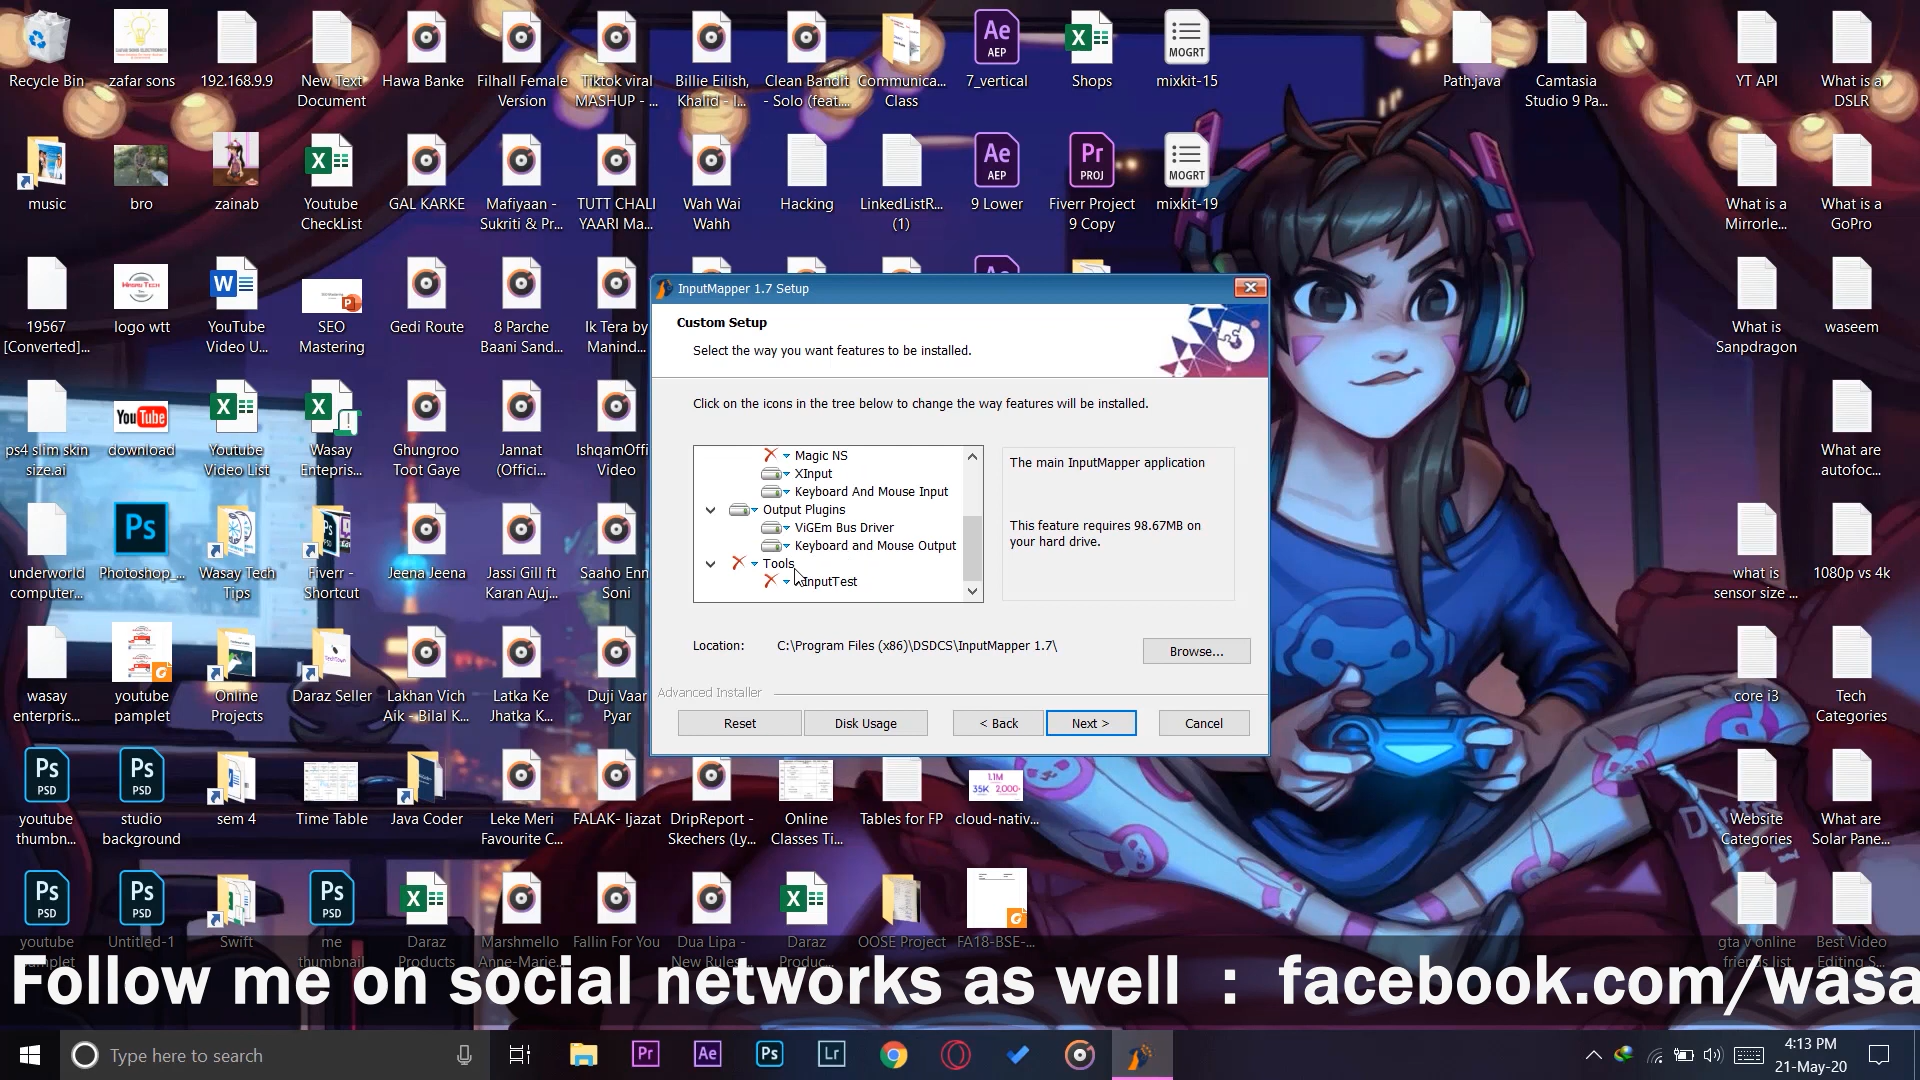 Recycle Bin
zafar sons
192.168.9.9
New Text
Document
Hawa Banke
Filhall Female
Version
Tiktok viral
MASHUP - ...
Billie Eilish,
Khalid - l...
Clean Bandit
- Solo (feat....
Communica...
Class
7_vertical
Shops
mixkit-15
Path.java
Camtasia
Studio 9 Pa...
YT API
What is a
DSLR
music
bro
zainab
Youtube
CheckList
GAL KARKE
Mafiyaan -
Sukriti & Pr...
TUTT CHALI
YAARI Ma...
Wah Wai
Wahh
Hacking
LinkedListR...
(1)
9 Lower
Fiverr Project
9 Copy
mixkit-19
What is a
Mirrorle...
What is a
GoPro
19567
[Converted]...
logo wtt
YouTube
Video U...
SEO
Mastering
Gedi Route
8 Parche
Baani Sand...
Ik Tera by
Manind...
What is
Sanpdragon
waseem
ps4 slim skin
size.ai
download
Youtube
Video List
Wasay
Entepris...
Ghungroo
Toot Gaye
Jannat
(Offici...
IshqamOffi
Video
What are
autofoc...
underworld
computer...
Photoshop_...
Wasay Tech
Tips
Fiverr -
Shortcut
Jeena Jeena
Jassi Gill ft
Karan Auj...
Saaho Enn
Soni
what is
sensor size ...
1080p vs 4k
wasay
enterpris...
youtube
pamplet
Online
Projects
Daraz Seller
Lakhan Vich
Aik - Bilal K...
Latka Ke
Jhatka K...
Duji Vaar
Pyar
core i3
Tech
Categories
youtube
thumbn...
studio
background
sem 4
Time Table
Java Coder
Leke Meri
Favourite C...
FALAK- Ijazat
DripReport -
Skechers (Ly...
Online
Classes Ti...
Tables for FP
cloud-nativ...
Website
Categories
What are
Solar Pane...
youtube
Untitled-1
Swift
me
thumbnail
Daraz
Products
Marshmello
Anne-Marie...
Fallin For You
Dua Lipa -
New Rules...
Daraz
Produc...
OOSE Project
FA18-BSE-...
gta v online
friends list
Best Video
Editing S...
InputMapper 1.7 Setup
Custom Setup
Select the way you want features to be installed.
Click on the icons in the tree below to change the way features will be installed.
Magic NS
XInput
Keyboard And Mouse Input
Output Plugins
ViGEm Bus Driver
Keyboard and Mouse Output
Tools
InputTest
The main InputMapper application
This feature requires 98.67MB on
your hard drive.
Location: C:\Program Files (x86)\DSDCS\InputMapper 1.7\
Browse...
Advanced Installer
Reset
Disk Usage
< Back
Next >
Cancel
Follow me on social networks as well : facebook.com/wasa
Type here to search
4:13 PM
21-May-20